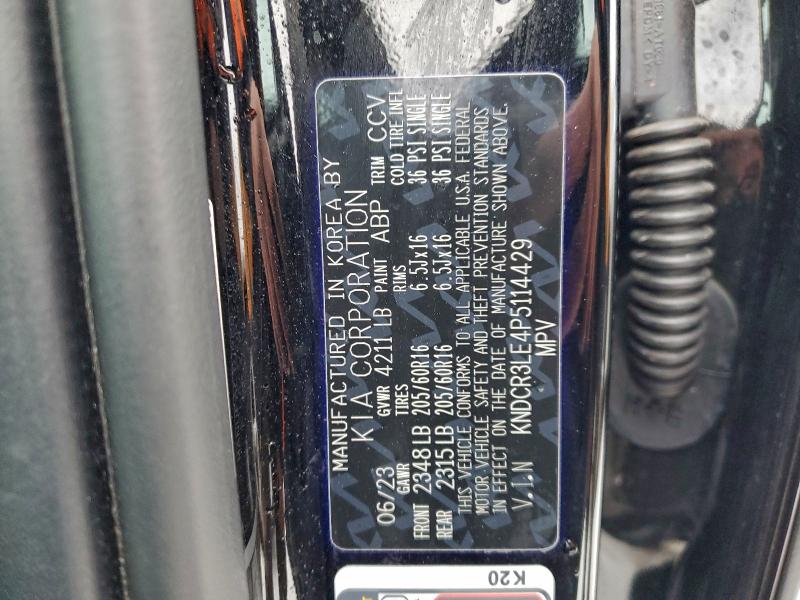 MANUFACTURED IN KOREA BY
KIA CORPORATION
06/23 GVWR 4211 LB PAINT ABP TRIM CCV
GAWR TIRES RIMS COLD TIRE INFL
FRONT 2348 LB 205/60R16 6.5Jx16 36 PSI SINGLE
REAR 2315 LB 205/60R16 6.5Jx16 36 PSI SINGLE
THIS VEHICLE CONFORMS TO ALL APPLICABLE U.S.A. FEDERAL
MOTOR VEHICLE SAFETY AND THEFT PREVENTION STANDARDS
IN EFFECT ON THE DATE OF MANUFACTURE SHOWN ABOVE.
V.I.N KNDCR3LE4P5114429
MPV
K20